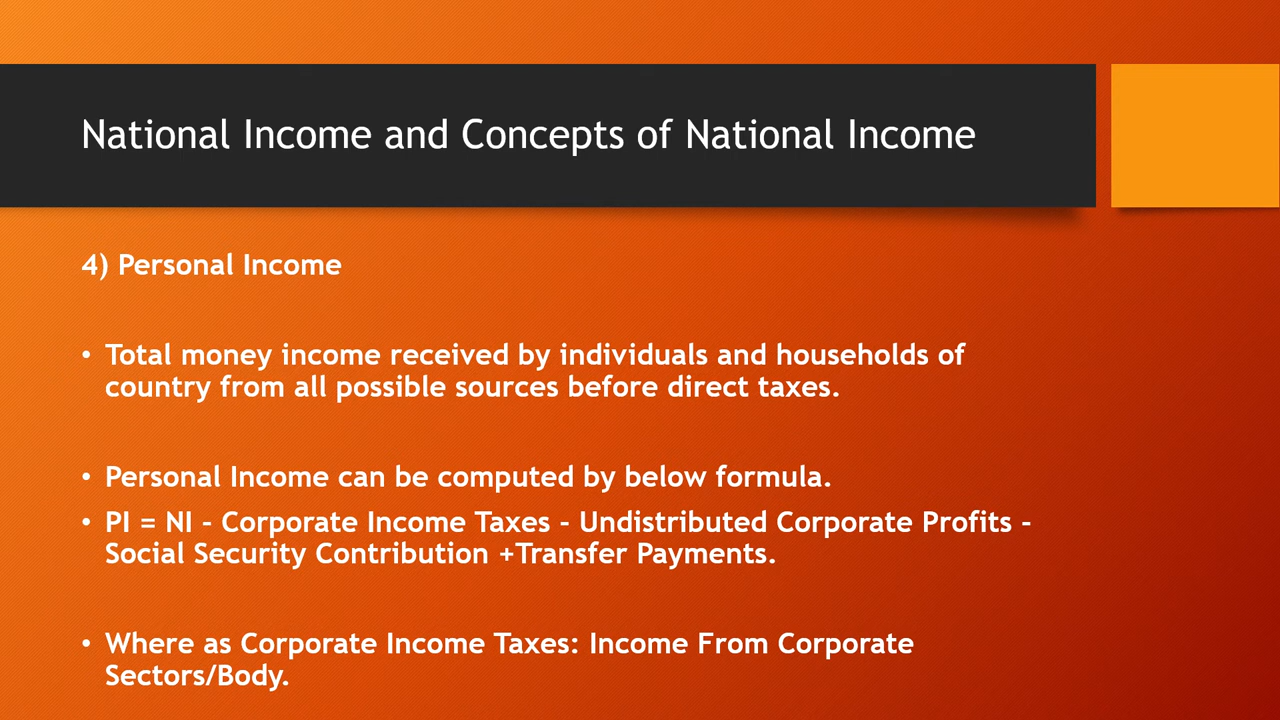 National Income and Concepts of National Income
4) Personal Income
• Total money income received by individuals and households of
country from all possible sources before direct taxes.
• Personal Income can be computed by below formula.
• PI = NI – Corporate Income Taxes – Undistributed Corporate Profits –
Social Security Contribution +Transfer Payments.
• Where as Corporate Income Taxes: Income From Corporate
Sectors/Body.